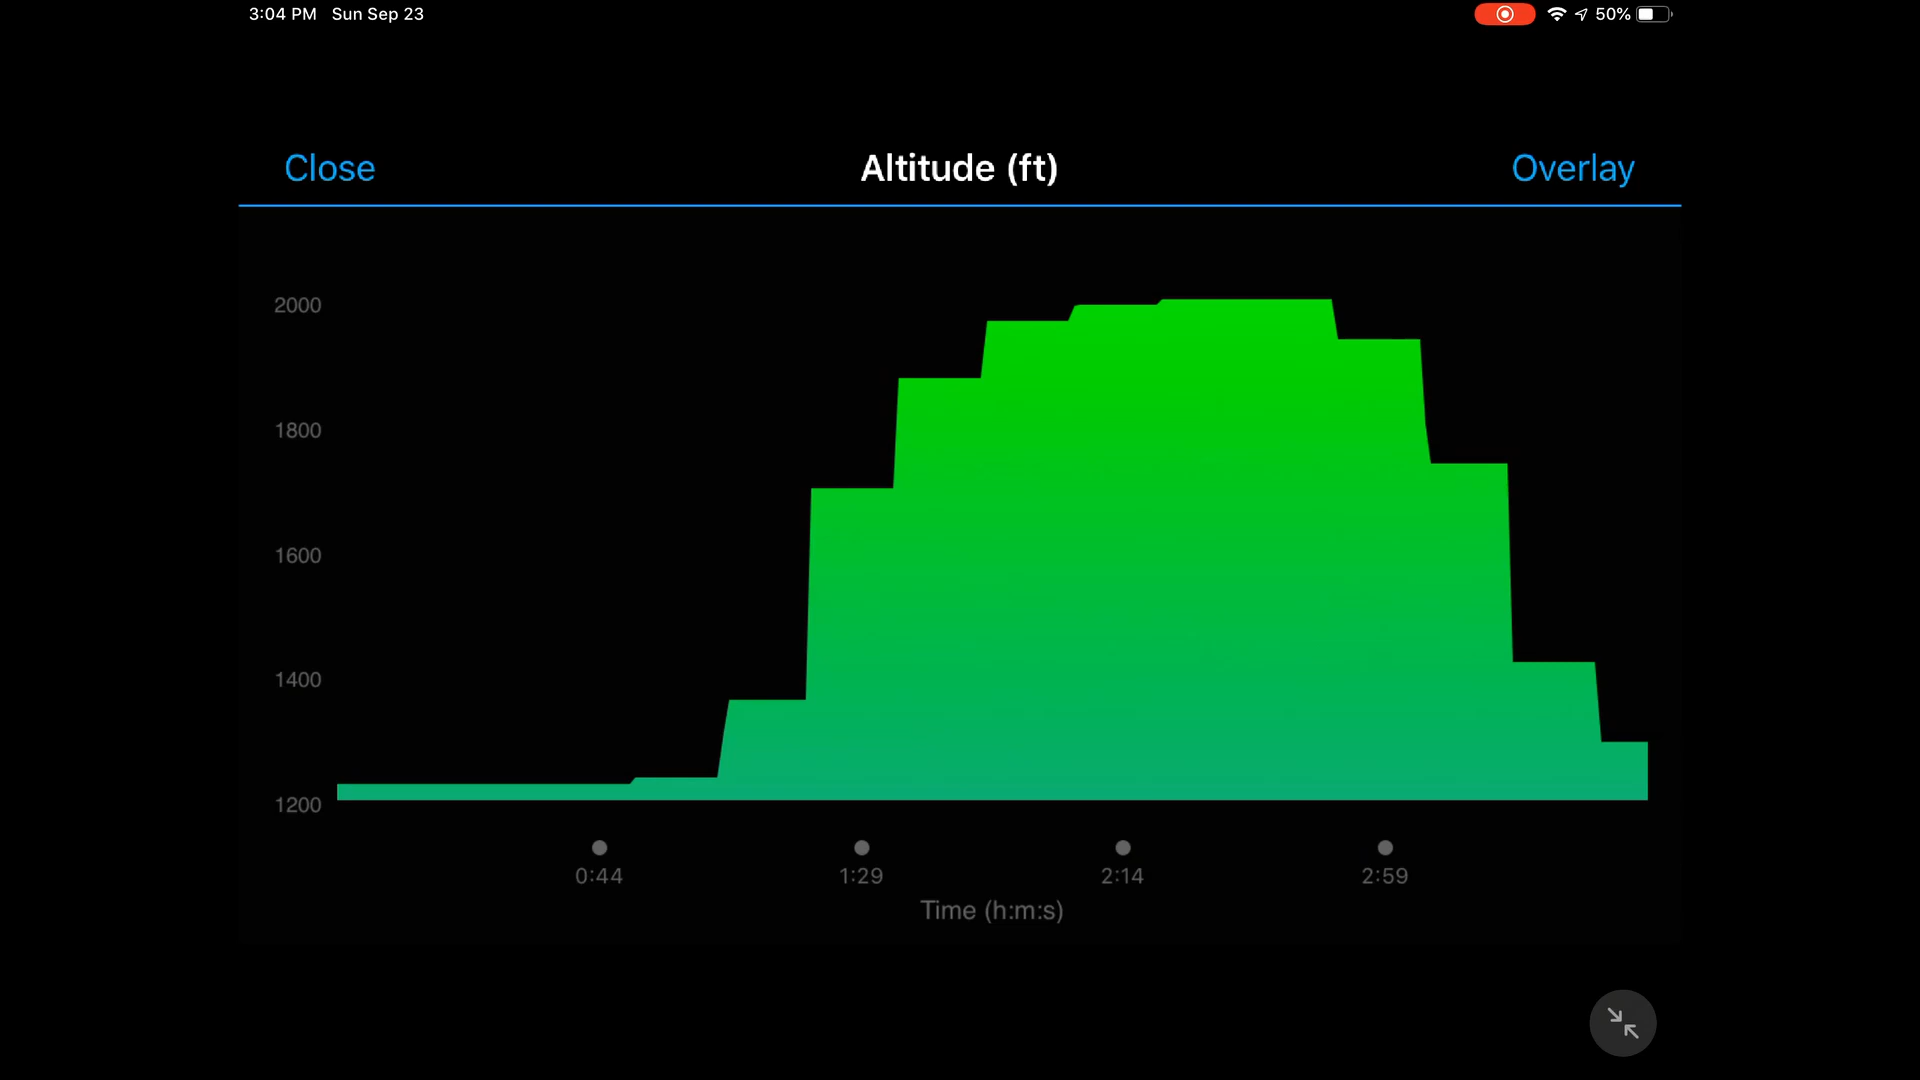 3:04 PM Sun Sep 23 50%
Close Altitude (ft) Overlay
2000
1800
1600
1400
1200
0:44 1:29 2:14 2:59
Time (h:m:s)